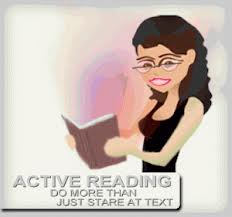 ACTIVE READING
DO MORE THAN
JUST STARE AT TEXT